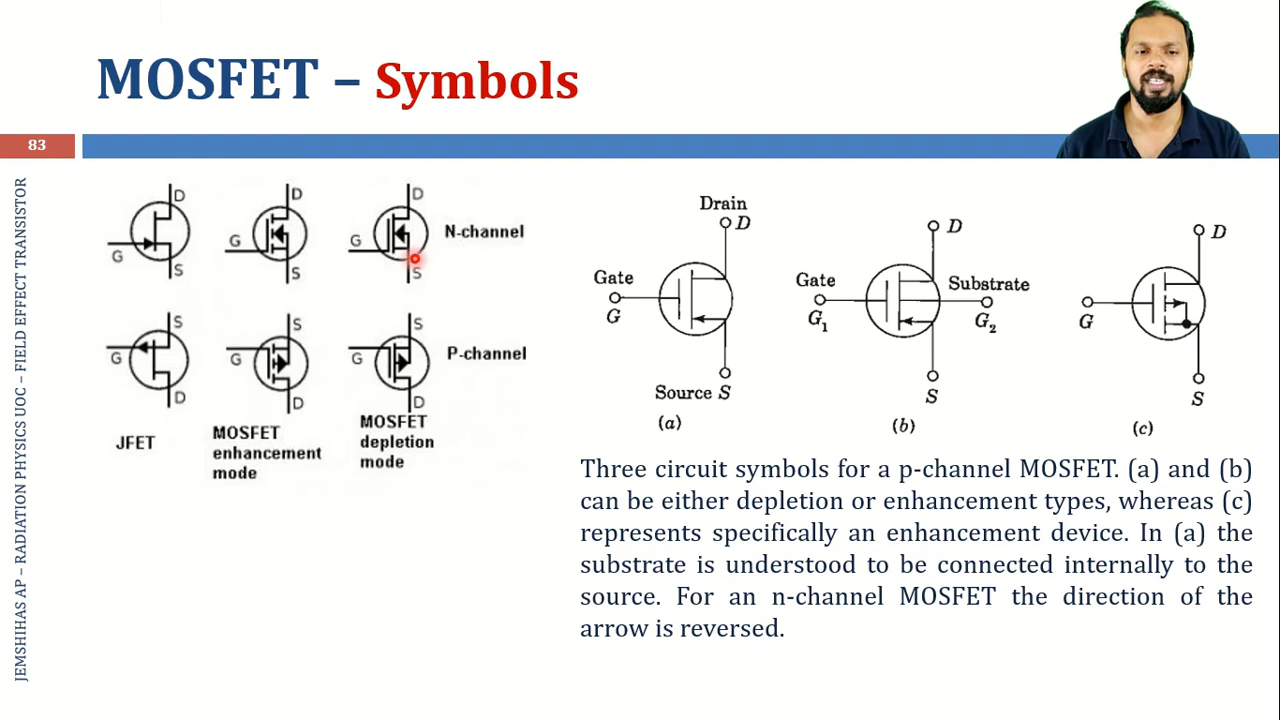 MOSFET – Symbols
83
JEMSHIHAS AP – RADIATION PHYSICS UOC – FIELD EFFECT TRANSISTOR
D
G
S
D
G
S
D
G
S
N-channel
S
G
D
S
G
D
S
G
D
P-channel
JFET
MOSFET
enhancement
mode
MOSFET
depletion
mode
Drain
D
Gate
G
Source S
(a)
D
Gate
G₁
Substrate
G₂
S
(b)
D
G
S
(c)
Three circuit symbols for a p-channel MOSFET. (a) and (b)
can be either depletion or enhancement types, whereas (c)
represents specifically an enhancement device. In (a) the
substrate is understood to be connected internally to the
source. For an n-channel MOSFET the direction of the
arrow is reversed.